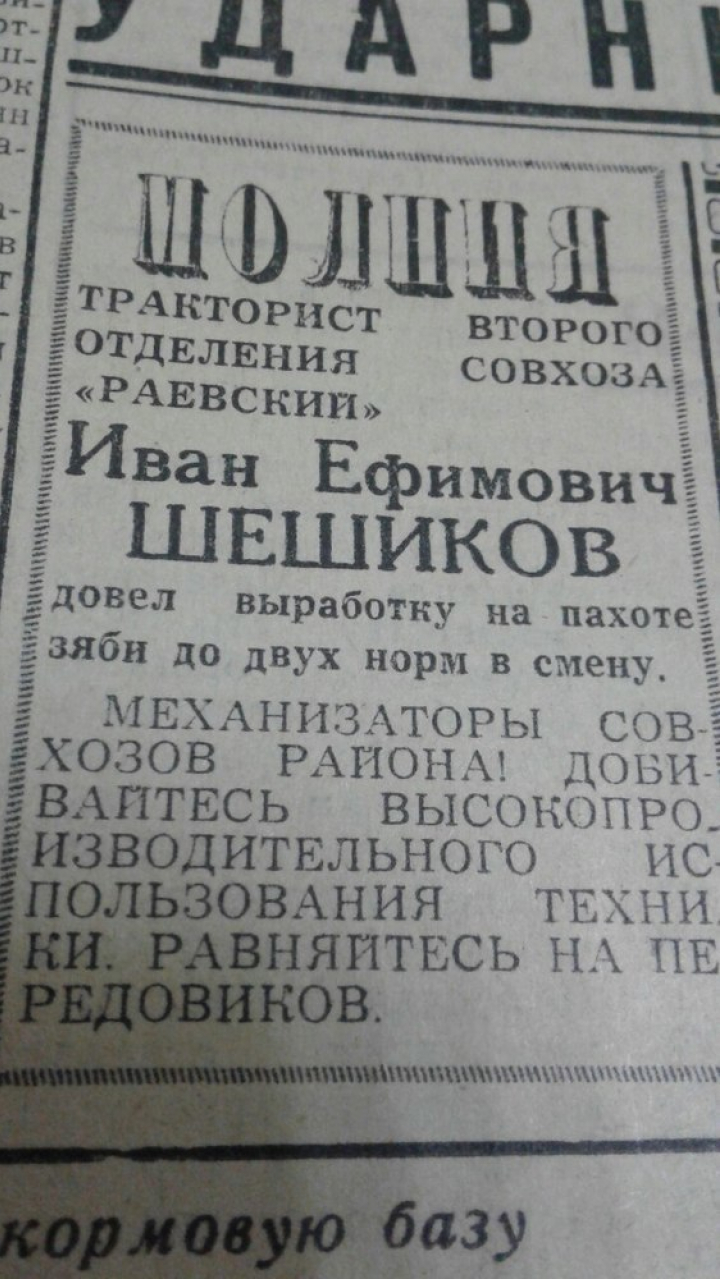 УДАРН
МОЛНИЯ
ТРАКТОРИСТ ВТОРОГО
ОТДЕЛЕНИЯ СОВХОЗА
«РАЕВСКИЙ»
Иван Ефимович
ШЕШИКОВ
довел выработку на пахоте
зяби до двух норм в смену.
МЕХАНИЗАТОРЫ СОВ-
ХОЗОВ РАЙОНА! ДОБИ-
ВАЙТЕСЬ ВЫСОКОПРО-
ИЗВОДИТЕЛЬНОГО ИС-
ПОЛЬЗОВАНИЯ ТЕХНИ-
КИ. РАВНЯЙТЕСЬ НА ПЕ
РЕДОВИКОВ.
кормовую базу